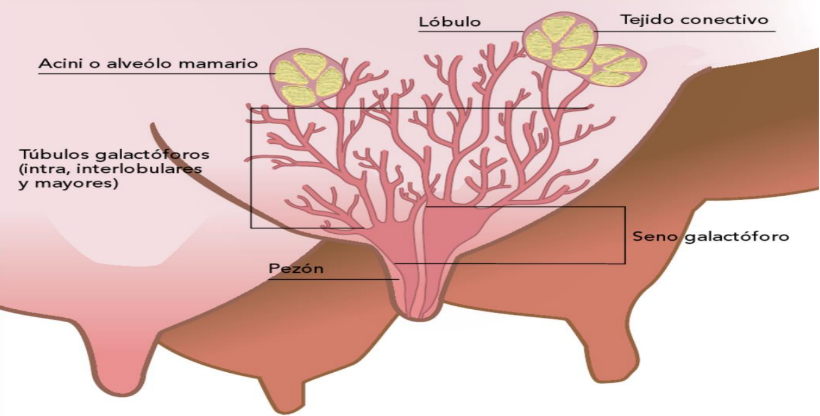 Lóbulo
Tejido conectivo
Acini o alveólo mamario
Túbulos galactóforos
(intra, interlobulares
y mayores)
Seno galactóforo
Pezón